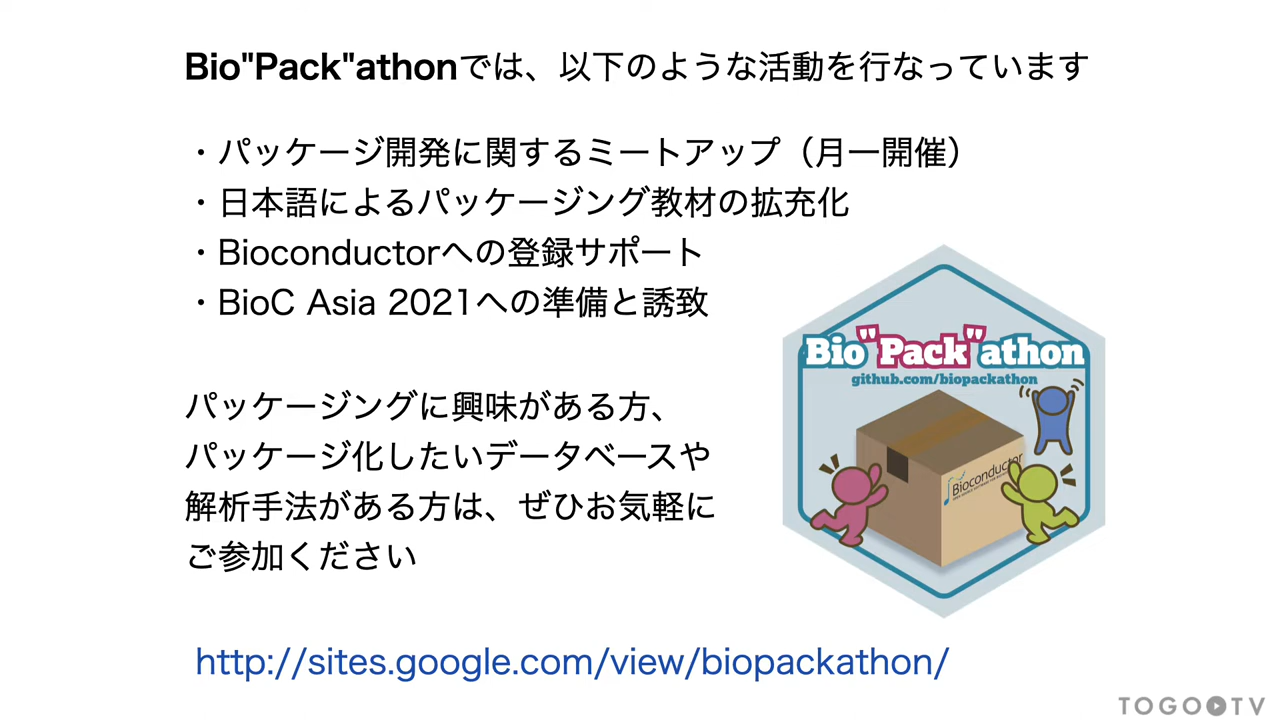 Bio"Pack"athonでは、以下のような活動を行なっています
・パッケージ開発に関するミートアップ（月一開催）
・日本語によるパッケージング教材の拡充化
・Bioconductorへの登録サポート
・BioC Asia 2021への準備と誘致
Bio"Pack"athon
github.com/biopackathon
Bioconductor
パッケージングに興味がある方、
パッケージ化したいデータベースや
解析手法がある方は、ぜひお気軽に
ご参加ください
http://sites.google.com/view/biopackathon/
TOGOTV